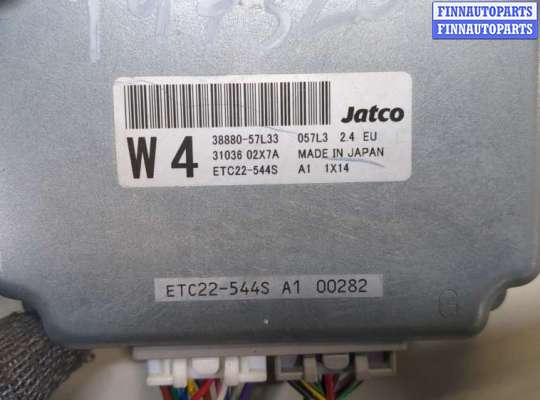 FINNAUTOPARTS
FINNAUTOPARTS
Jatco
W4
38880-57L33 057L3 2.4 EU
31036 02X7A MADE IN JAPAN
ETC22-544S A1 1X14
ETC22-544S A1 00282